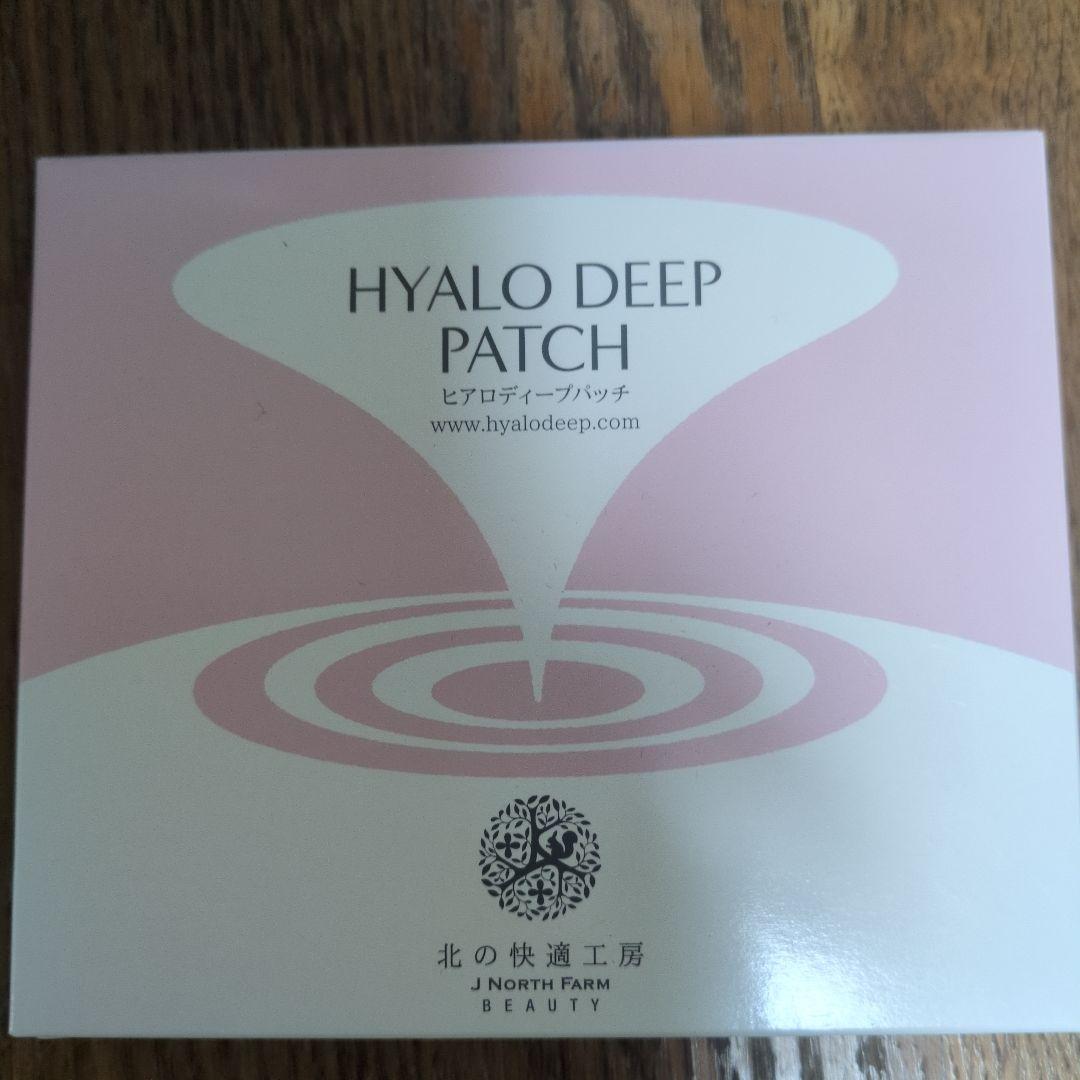 HYALO DEEP
PATCH
ヒアロディープパッチ
www.hyalodeep.com
北の快適工房
J NORTH FARM
BEAUTY